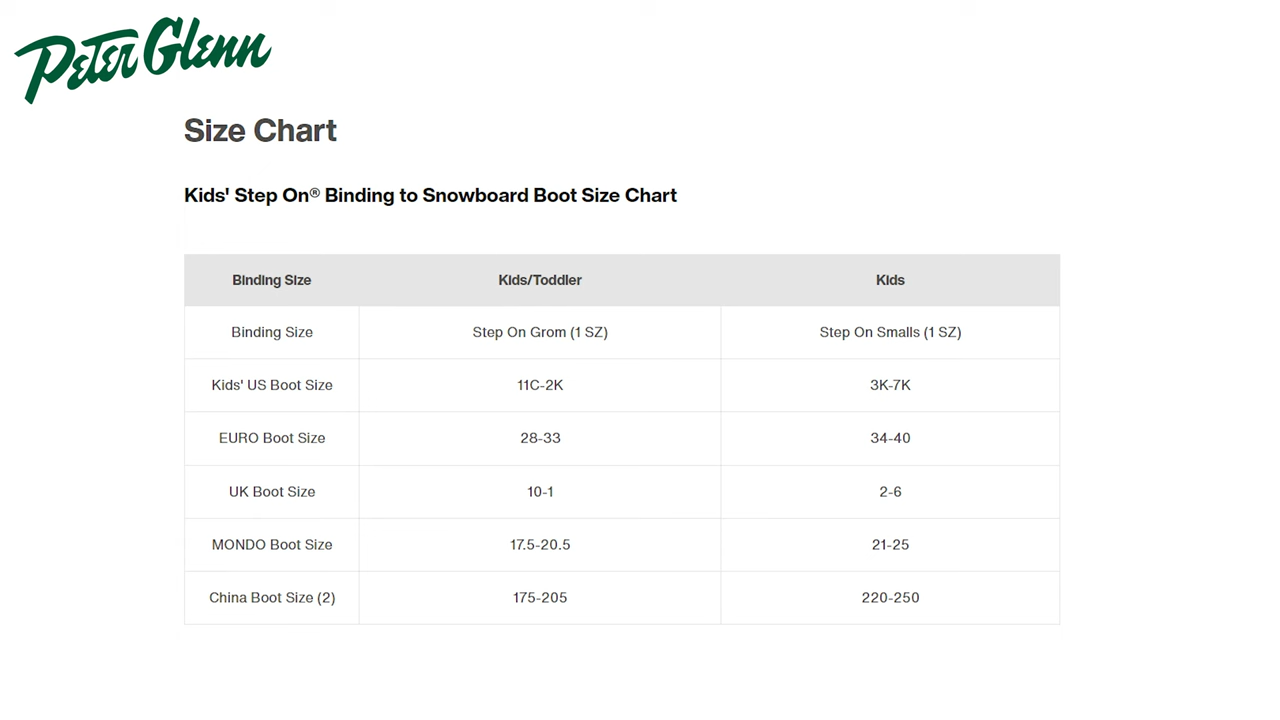 Peter Glenn
Size Chart
Kids' Step On® Binding to Snowboard Boot Size Chart
Binding Size Kids/Toddler Kids
Binding Size Step On Grom (1 SZ) Step On Smalls (1 SZ)
Kids' US Boot Size 11C-2K 3K-7K
EURO Boot Size 28-33 34-40
UK Boot Size 10-1 2-6
MONDO Boot Size 17.5-20.5 21-25
China Boot Size (2) 175-205 220-250